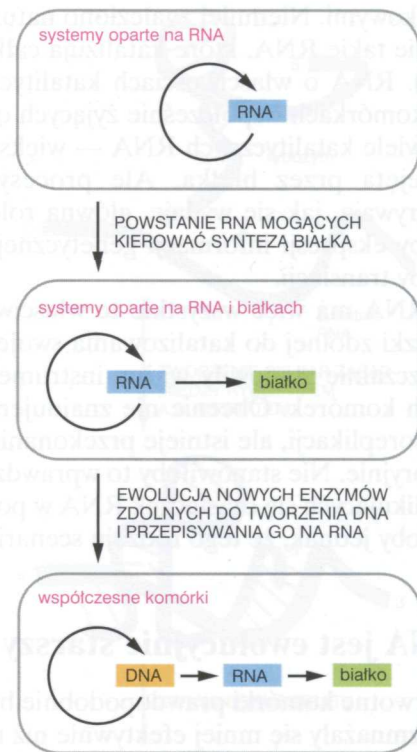 systemy oparte na RNA
RNA
POWSTANIE RNA MOGĄCYCH
KIEROWAĆ SYNTEZĄ BIAŁKA
systemy oparte na RNA i białkach
RNA
białko
EWOLUCJA NOWYCH ENZYMÓW
ZDOLNYCH DO TWORZENIA DNA
I PRZEPISYWANIA GO NA RNA
współczesne komórki
DNA
RNA
białko